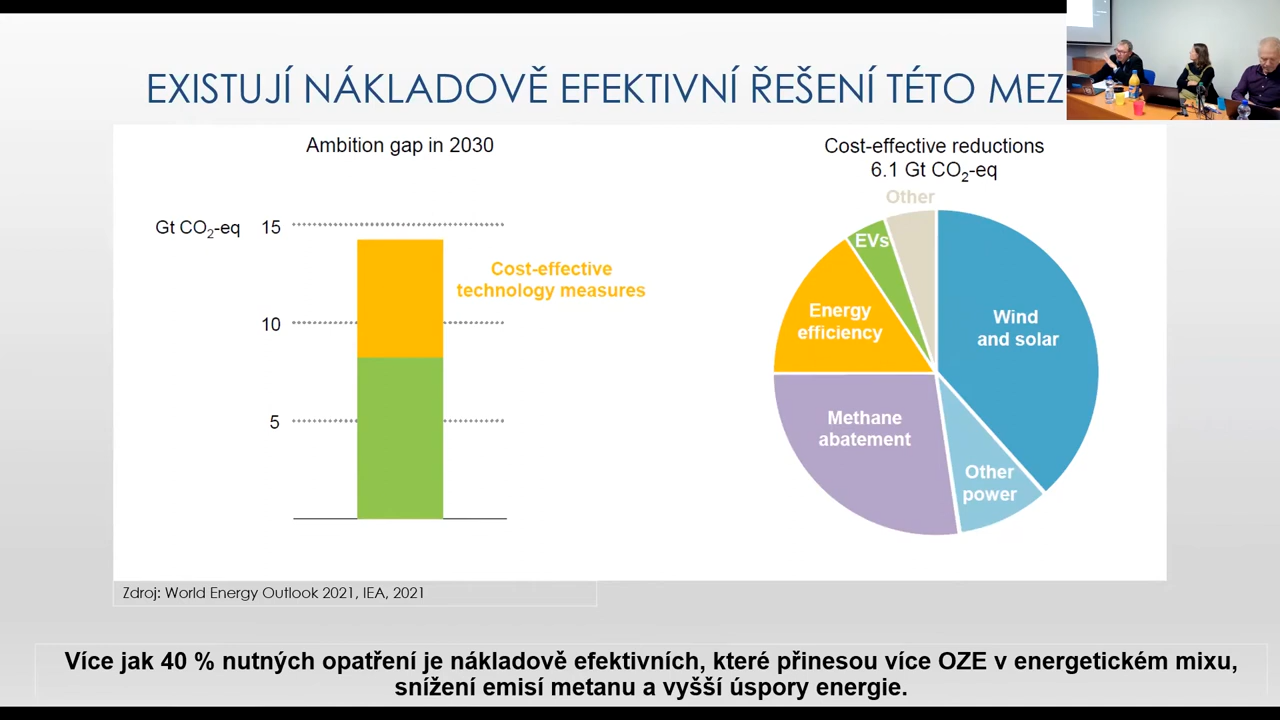 EXISTUJÍ NÁKLADOVĚ EFEKTIVNÍ ŘEŠENÍ TÉTO MEZ
Ambition gap in 2030
Gt CO₂-eq
15
10
5
Cost-effective
technology measures
Cost-effective reductions
6.1 Gt CO₂-eq
Other
EVs
Energy
efficiency
Wind
and solar
Methane
abatement
Other
power
Zdroj: World Energy Outlook 2021, IEA, 2021
Více jak 40 % nutných opatření je nákladově efektivních, které přinesou více OZE v energetickém mixu,
snížení emisí metanu a vyšší úspory energie.